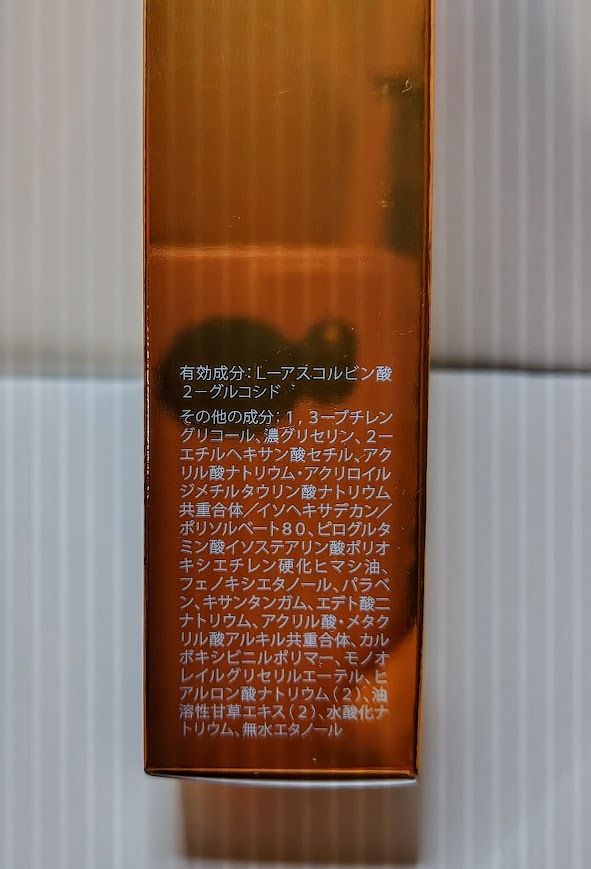 有効成分：L－アスコルビン酸
２－グルコシド
その他の成分：１，３－ブチレン
グリコール、濃グリセリン、２－
エチルヘキサン酸セチル、アク
リル酸ナトリウム・アクリロイル
ジメチルタウリン酸ナトリウム
共重合体／イソヘキサデカン／
ポリソルベート８０、ピログルタ
ミン酸イソステアリン酸ポリオ
キシエチレン硬化ヒマシ油、
フェノキシエタノール、パラベ
ン、キサンタンガム、エデト酸二
ナトリウム、アクリル酸・メタク
リル酸アルキル共重合体、カル
ボキシビニルポリマー、モノオ
レイルグリセリルエーテル、ヒ
アルロン酸ナトリウム（２）、油
溶性甘草エキス（２）、水酸化ナ
トリウム、無水エタノール